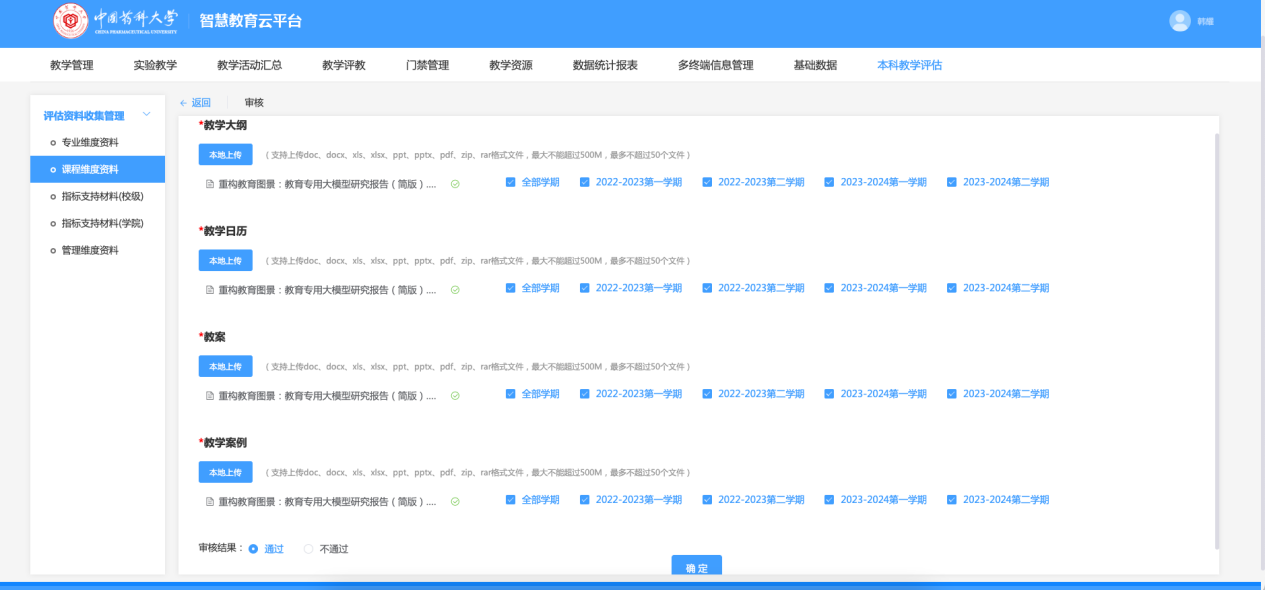 中国药科大学 智慧教育云平台 韩耀
CHINA PHARMACEUTICAL UNIVERSITY
教学管理 实验教学 教学活动汇总 教学评教 门禁管理 教学资源 数据统计报表 多终端信息管理 基础数据 本科教学评估
评估资料收集管理
专业维度资料
课程维度资料
指标支持材料(校级)
指标支持材料(学院)
管理维度资料
← 返回 审核
*教学大纲
本地上传 （支持上传doc、docx、xls、xlsx、ppt、pptx、pdf、zip、rar格式文件，最大不能超过500M，最多不超过50个文件）
重构教育图景：教育专用大模型研究报告（简版）.... 全部学期 2022-2023第一学期 2022-2023第二学期 2023-2024第一学期 2023-2024第二学期
*教学日历
本地上传 （支持上传doc、docx、xls、xlsx、ppt、pptx、pdf、zip、rar格式文件，最大不能超过500M，最多不超过50个文件）
重构教育图景：教育专用大模型研究报告（简版）.... 全部学期 2022-2023第一学期 2022-2023第二学期 2023-2024第一学期 2023-2024第二学期
*教案
本地上传 （支持上传doc、docx、xls、xlsx、ppt、pptx、pdf、zip、rar格式文件，最大不能超过500M，最多不超过50个文件）
重构教育图景：教育专用大模型研究报告（简版）.... 全部学期 2022-2023第一学期 2022-2023第二学期 2023-2024第一学期 2023-2024第二学期
*教学案例
本地上传 （支持上传doc、docx、xls、xlsx、ppt、pptx、pdf、zip、rar格式文件，最大不能超过500M，最多不超过50个文件）
重构教育图景：教育专用大模型研究报告（简版）.... 全部学期 2022-2023第一学期 2022-2023第二学期 2023-2024第一学期 2023-2024第二学期
审核结果： 通过 不通过
确 定